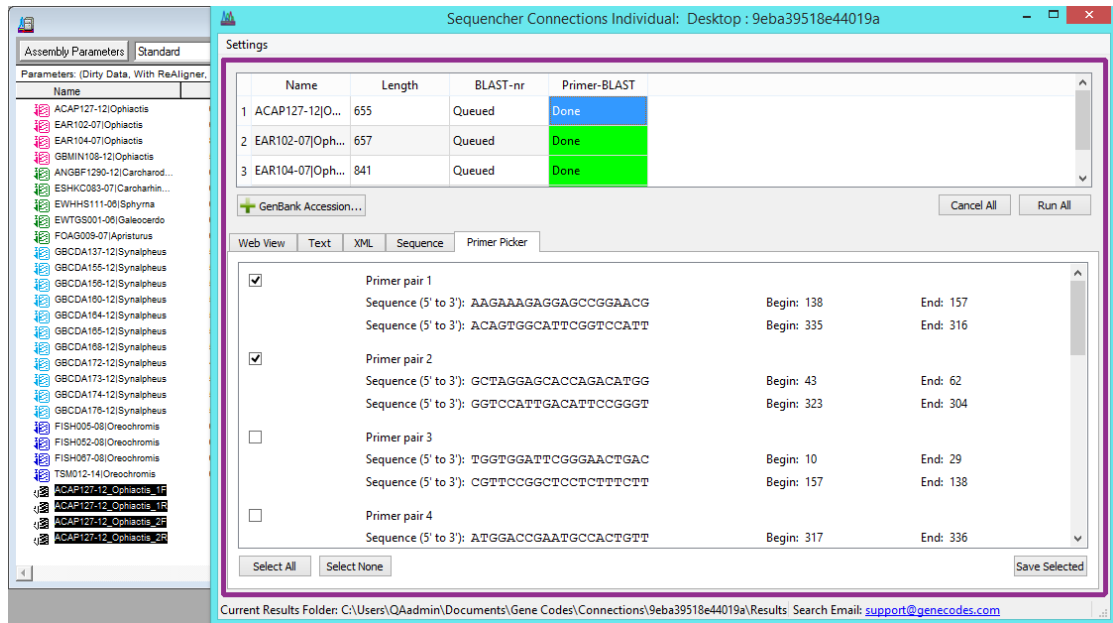 Sequencher Connections Individual: Desktop : 9eba39518e44019a
Assembly Parameters Standard
Parameters: (Dirty Data, With ReAligner,
Name
ACAP127-12|Ophiactis
EAR102-07|Ophiactis
EAR104-07|Ophiactis
GBMIN108-12|Ophiactis
ANGBF1290-12|Carcharod...
ESHKC083-07|Carcharhin...
EWHHS111-06|Sphyrna
EWTGS001-06|Galeocerdo
FOAG009-07|Apristurus
GBCDA137-12|Synalpheus
GBCDA155-12|Synalpheus
GBCDA156-12|Synalpheus
GBCDA160-12|Synalpheus
GBCDA164-12|Synalpheus
GBCDA165-12|Synalpheus
GBCDA168-12|Synalpheus
GBCDA172-12|Synalpheus
GBCDA173-12|Synalpheus
GBCDA174-12|Synalpheus
GBCDA176-12|Synalpheus
FISH005-08|Oreochromis
FISH052-08|Oreochromis
FISH067-08|Oreochromis
TSM012-14|Oreochromis
ACAP127-12_Ophiactis_1F
ACAP127-12_Ophiactis_1R
ACAP127-12_Ophiactis_2F
ACAP127-12_Ophiactis_2R
Settings
Name Length BLAST-nr Primer-BLAST
1 ACAP127-12|O... 655 Queued Done
2 EAR102-07|Oph... 657 Queued Done
3 EAR104-07|Oph... 841 Queued Done
GenBank Accession... Cancel All Run All
Web View Text XML Sequence Primer Picker
Primer pair 1
Sequence (5' to 3'): AAGAAAGAGGAGCCGGAACG Begin: 138 End: 157
Sequence (5' to 3'): ACAGTGGCATTCGGTCCATT Begin: 335 End: 316
Primer pair 2
Sequence (5' to 3'): GCTAGGAGCACCAGACATGG Begin: 43 End: 62
Sequence (5' to 3'): GGTCCATTGACATTCCGGGT Begin: 323 End: 304
Primer pair 3
Sequence (5' to 3'): TGGTGGATTCGGGAACTGAC Begin: 10 End: 29
Sequence (5' to 3'): CGTTCCGGCTCCTCTTTCTT Begin: 157 End: 138
Primer pair 4
Sequence (5' to 3'): ATGGACCGAATGCCACTGTT Begin: 317 End: 336
Select All Select None Save Selected
Current Results Folder: C:\Users\QAadmin\Documents\Gene Codes\Connections\9eba39518e44019a\Results Search Email: support@genecodes.com